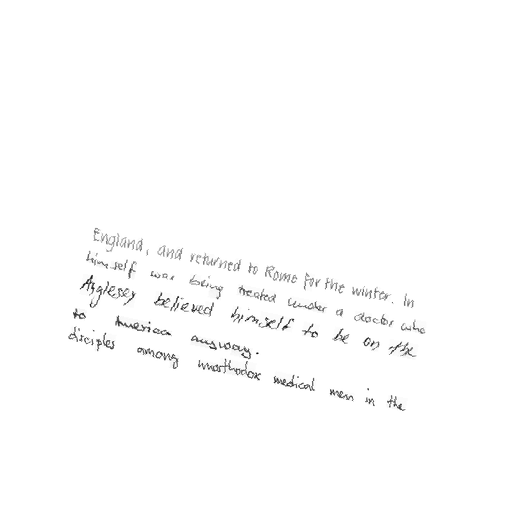 England, and returned to Rome for the winter. In
himself was being treated under a doctor who
Anglesey believed himself to be on the
to America anyway.
disciples among unorthodox medical men in the